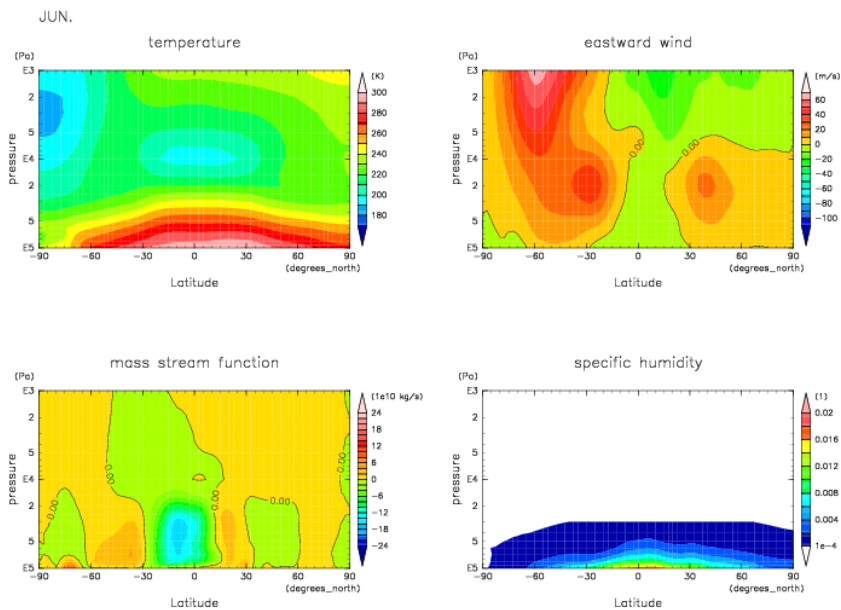 JUN.
temperature
(Pa)
(K)
E3
2
5
E4
2
5
E5
pressure
300
280
260
240
220
200
180
-90 -60 -30 0 30 60 90
(degrees_north)
Latitude
eastward wind
(Pa)
(m/s)
E3
2
5
E4
2
5
E5
pressure
0.00
0.00
60
40
20
0
-20
-40
-60
-80
-100
-90 -60 -30 0 30 60 90
(degrees_north)
Latitude
mass stream function
(Pa)
(1e10 kg/s)
E3
2
5
E4
2
5
E5
pressure
0.00
0.00
0.00
0.00
0.00
0.00
24
18
12
6
0
-6
-12
-18
-24
-90 -60 -30 0 30 60 90
(degrees_north)
Latitude
specific humidity
(Pa)
(1)
E3
2
5
E4
2
5
E5
pressure
0.02
0.016
0.012
0.008
0.004
1e-4
-90 -60 -30 0 30 60 90
(degrees_north)
Latitude